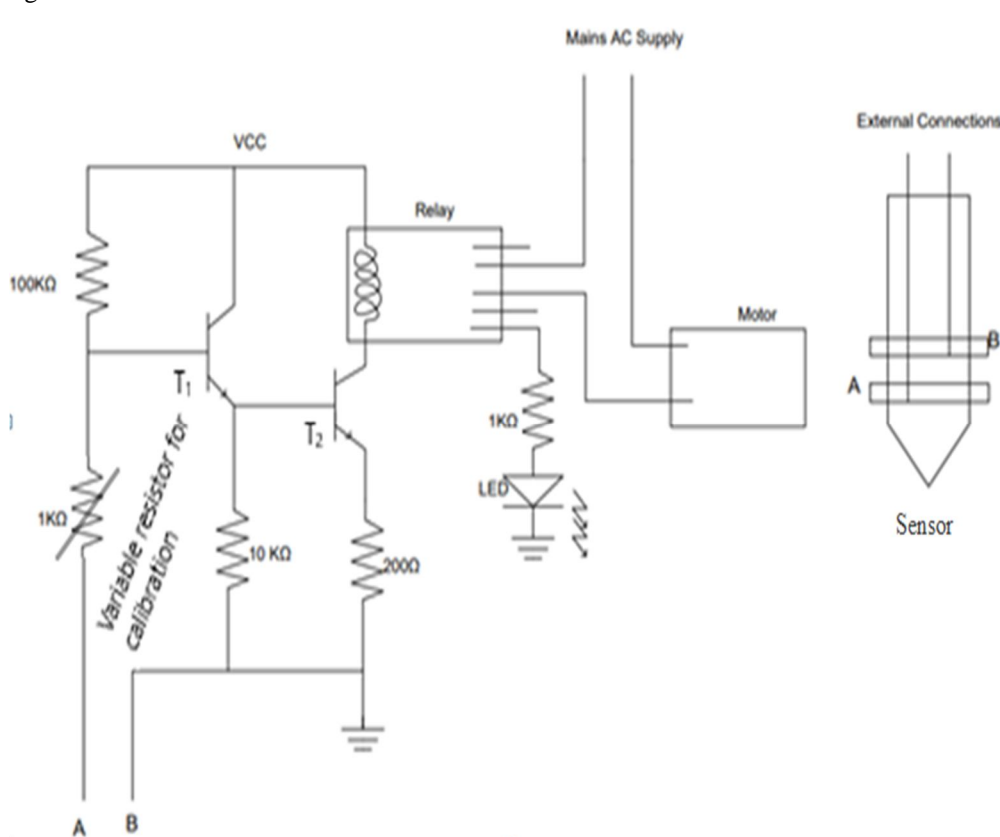 Mains AC Supply
External Connections
VCC
Relay
100KΩ
Motor
B
A
T1
T2
1KΩ
LED
Sensor
1KΩ
Variable resistor for
calibration
10 KΩ
200Ω
A
B